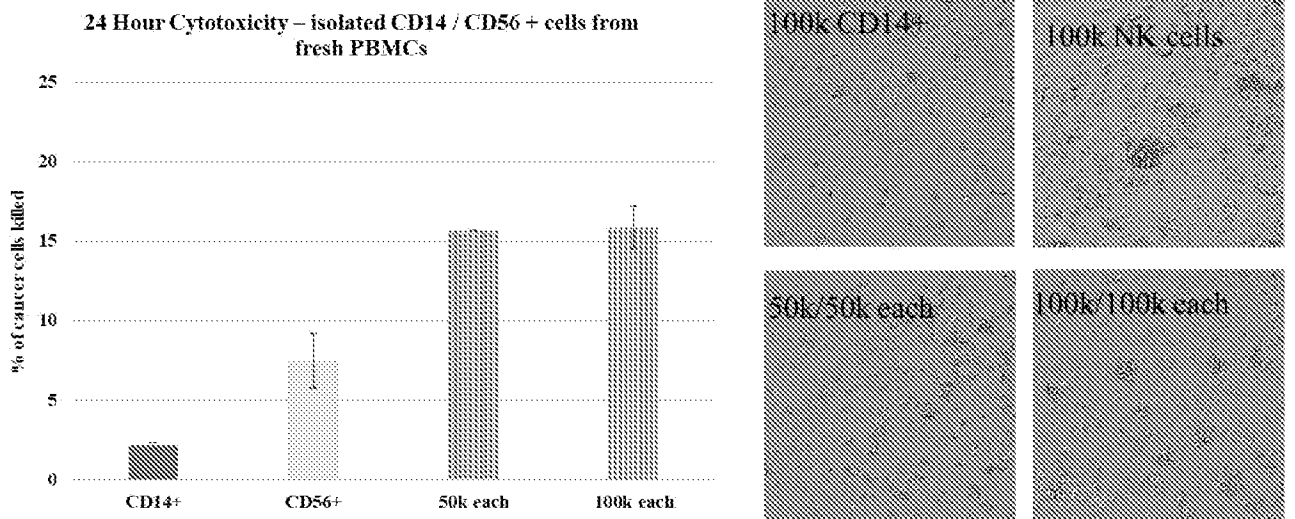 24 Hour Cytotoxicity – isolated CD14 / CD56 + cells from
fresh PBMCs
% of cancer cells killed
25
20
15
10
5
0
CD14+
CD56+
50k each
100k each
100k CD14+
100k NK cells
50k/50k each
100k/100k each